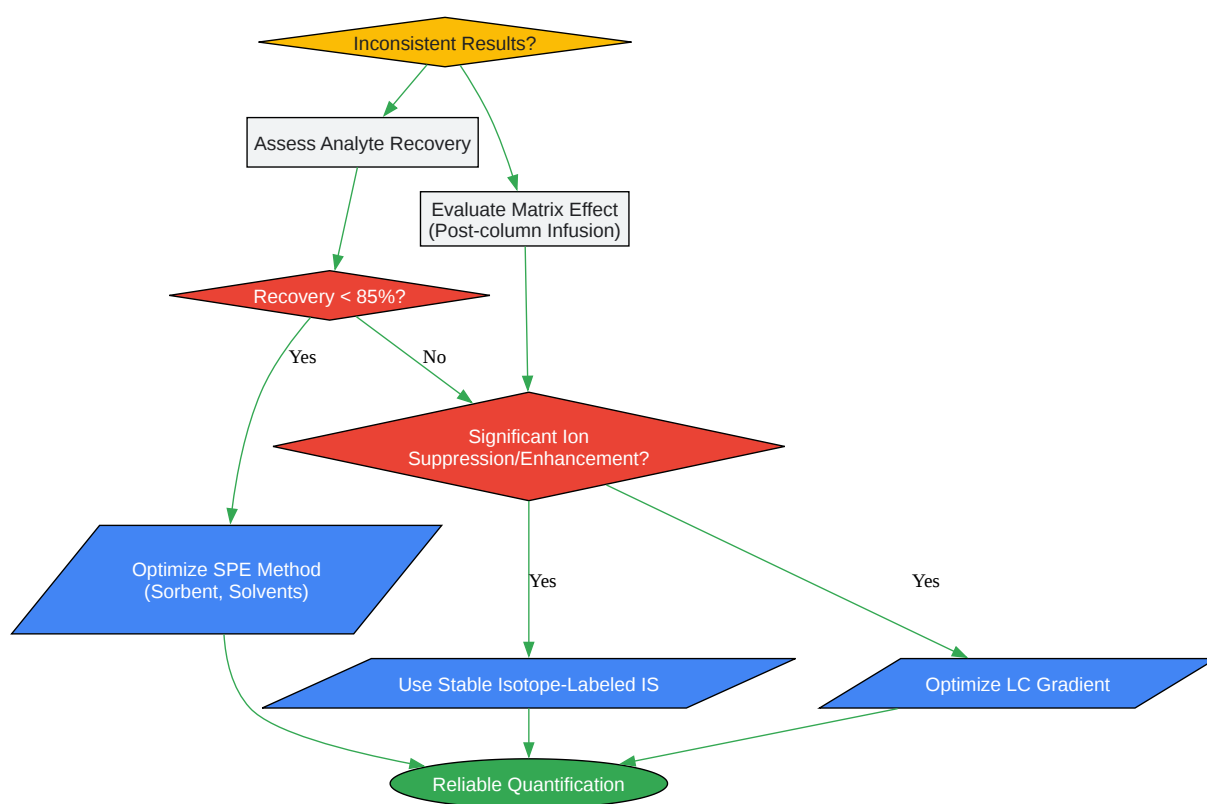 Inconsistent Results?
Assess Analyte Recovery
Evaluate Matrix Effect
(Post-column Infusion)
Recovery < 85%?
Yes
No
Significant Ion
Suppression/Enhancement?
Optimize SPE Method
(Sorbent, Solvents)
Yes
Yes
Use Stable Isotope-Labeled IS
Optimize LC Gradient
Reliable Quantification